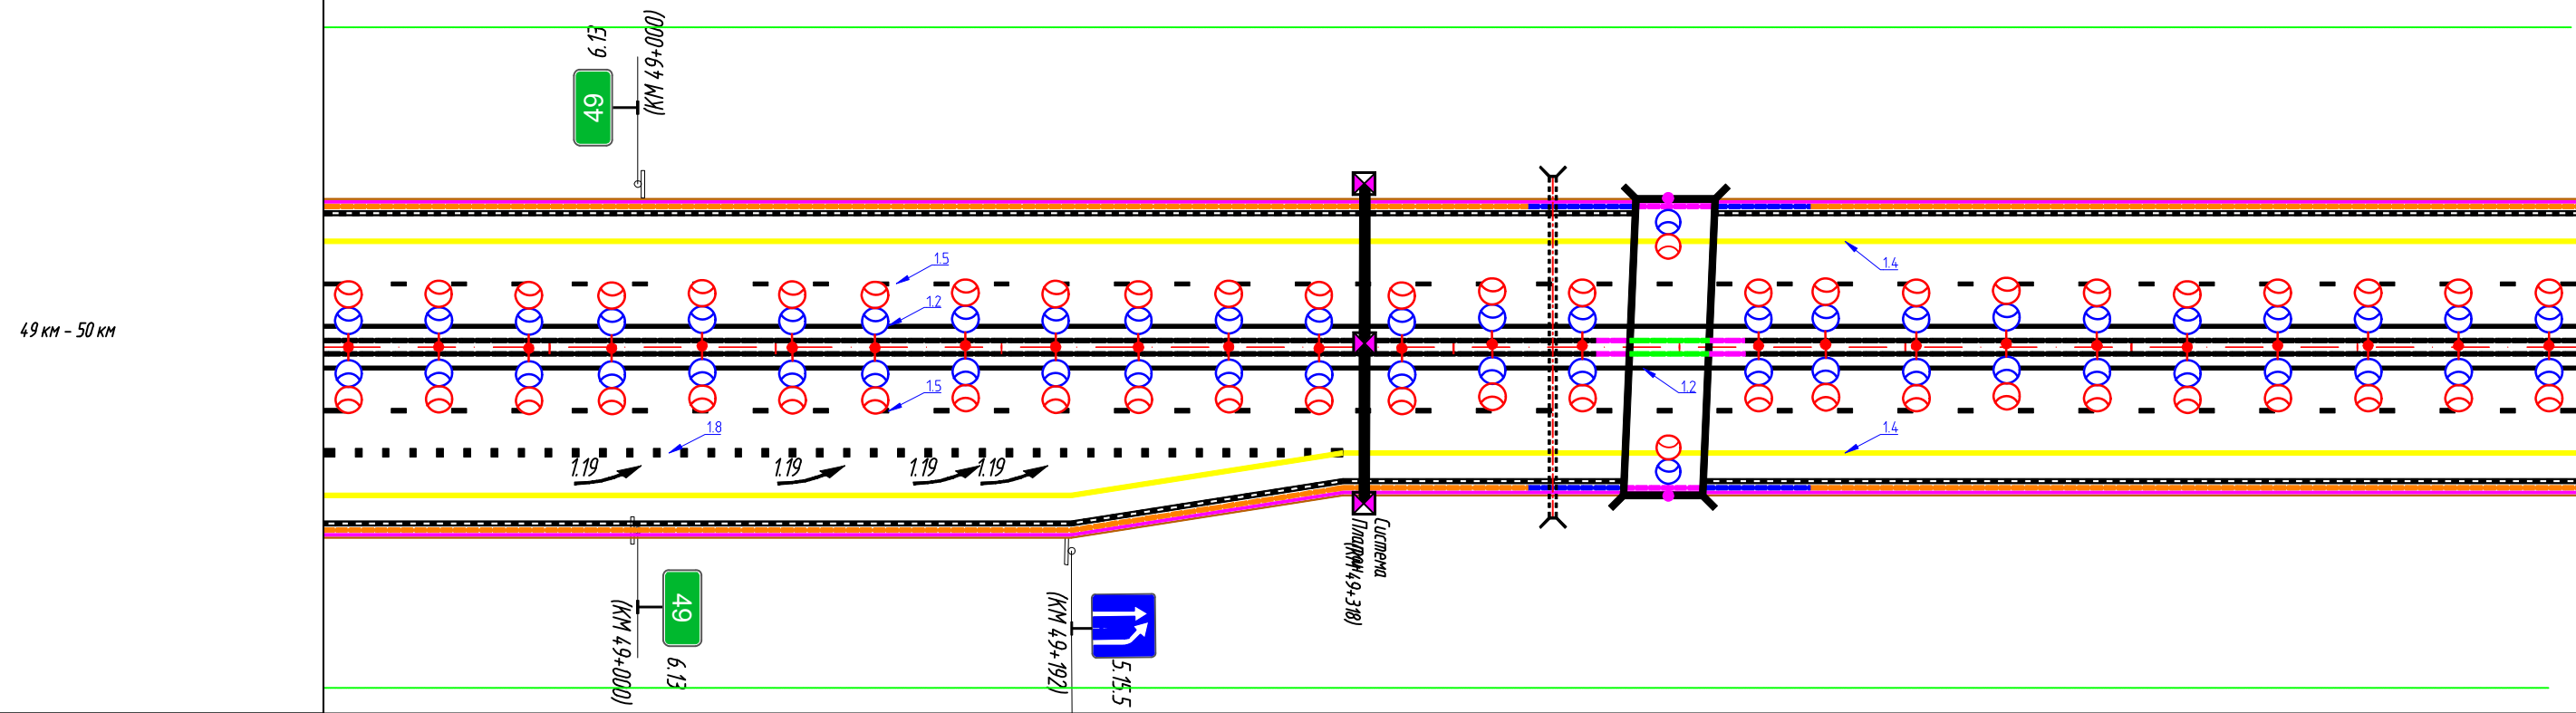 6.13
(КМ 49+000)
49
1.5
1.4
1.2
49 км - 50 км
1.5
1.2
1.8
1.4
1.19
1.19
1.19
1.19
Система
Платон
(КМ 49+318)
49
(КМ 49+000)
6.13
(КМ 49+192)
5.15.5